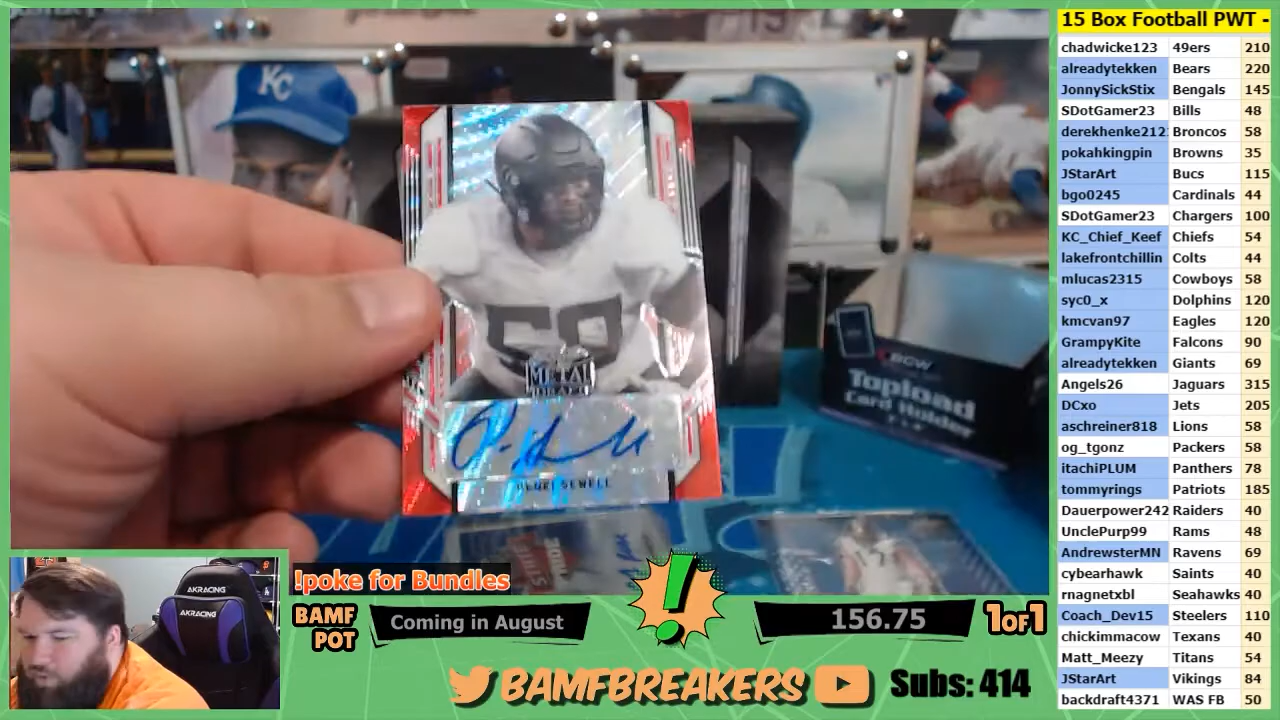 15 Box Football PWT -
chadwicke123 49ers 210
alreadytekken Bears 220
JonnySickStix Bengals 145
SDotGamer23 Bills 48
derekhenke212 Broncos 58
pokahkingpin Browns 35
JStarArt Bucs 115
bgo0245 Cardinals 44
SDotGamer23 Chargers 100
KC_Chief_Keef Chiefs 54
lakefrontchillin Colts 44
mlucas2315 Cowboys 58
syc0_x Dolphins 120
kmcvan97 Eagles 120
GrampyKite Falcons 90
alreadytekken Giants 69
Angels26 Jaguars 315
DCxo Jets 205
aschreiner818 Lions 58
og_tgonz Packers 58
itachiPLUM Panthers 78
tommyrings Patriots 185
Dauerpower242 Raiders 40
UnclePurp99 Rams 48
AndrewsterMN Ravens 69
cybearhawk Saints 40
rnagnetxbl Seahawks 40
Coach_Dev15 Steelers 110
chickimmacow Texans 40
Matt_Meezy Titans 54
JStarArt Vikings 84
backdraft4371 WAS FB 50
KC
58
METAL
PENEI SEWELL
BCW
Topload
Card Holder
AKRACING
AKRACING
!poke for Bundles
BAMF
POT
Coming in August
!
156.75
1OF1
BAMFBREAKERS
Subs: 414